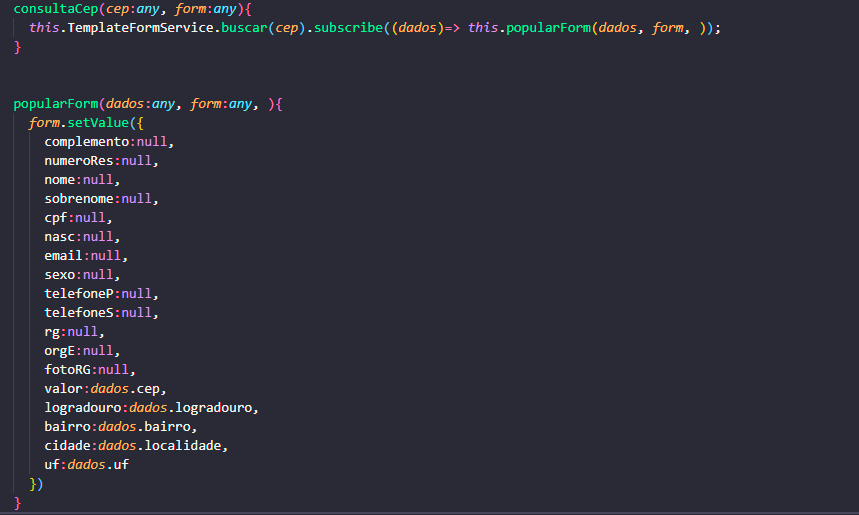 consultaCep(cep:any, form:any){
this.TemplateFormService.buscar(cep).subscribe((dados)=> this.popularForm(dados, form, ));
}
popularForm(dados:any, form:any, ){
form.setValue({
complemento:null,
numeroRes:null,
nome:null,
sobrenome:null,
cpf:null,
nasc:null,
email:null,
sexo:null,
telefoneP:null,
telefoneS:null,
rg:null,
orgE:null,
fotoRG:null,
valor:dados.cep,
logradouro:dados.logradouro,
bairro:dados.bairro,
cidade:dados.localidade,
uf:dados.uf
})
}